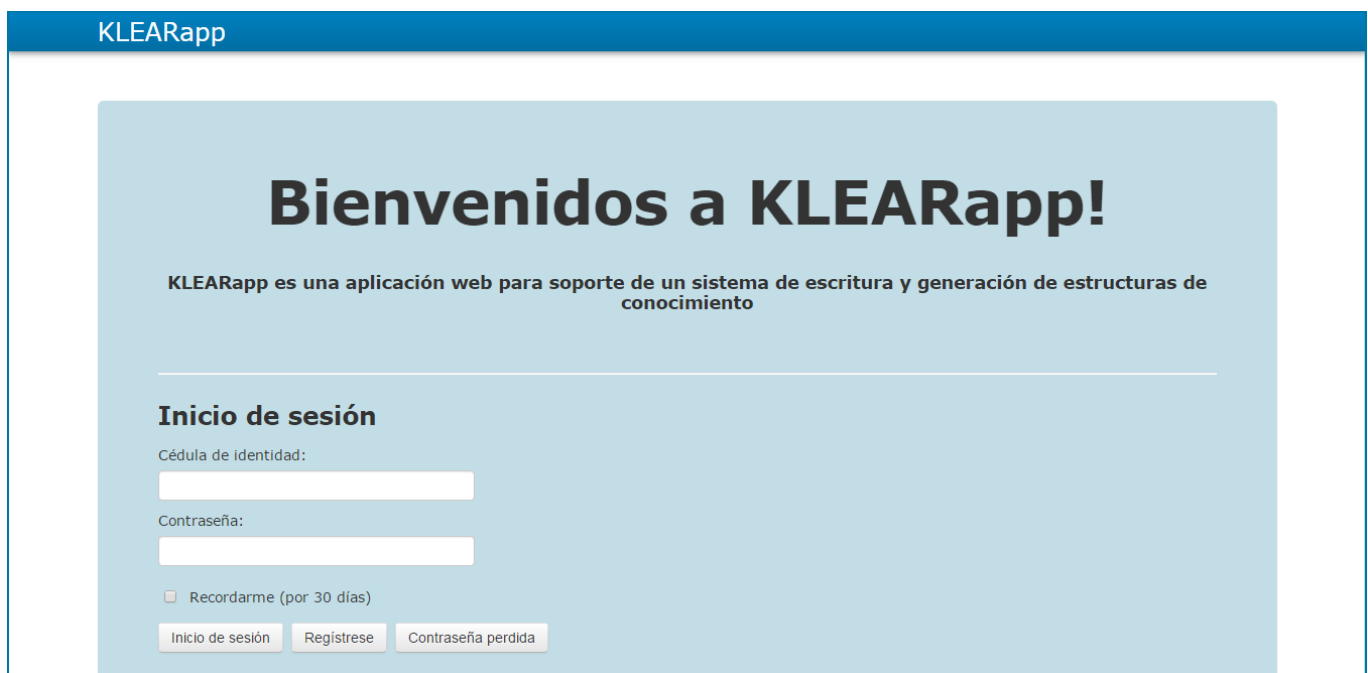 KLEARapp
Bienvenidos a KLEARapp!
KLEARapp es una aplicación web para soporte de un sistema de escritura y generación de estructuras de
conocimiento
Inicio de sesión
Cédula de identidad:
Contraseña:
Recordarme (por 30 días)
Inicio de sesión Regístrese Contraseña perdida